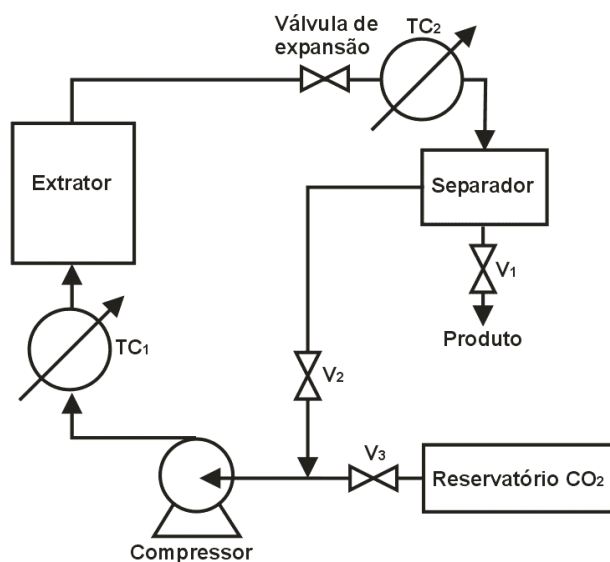 Válvula de
expansão
TC₂
Extrator
Separador
V₁
Produto
TC₁
V₂
V₃
Reservatório CO₂
Compressor